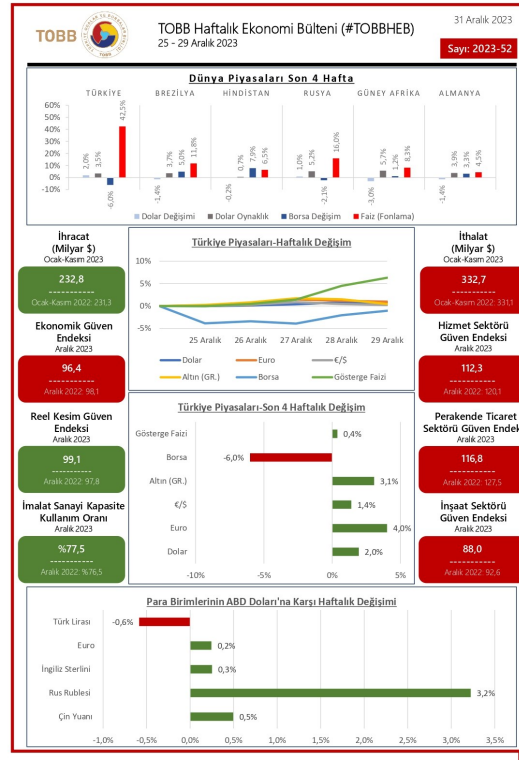 TOBB
TOBB Haftalık Ekonomi Bülteni (#TOBBHEB)
25 - 29 Aralık 2023
31 Aralık 2023
Sayı: 2023-52
Dünya Piyasaları Son 4 Hafta
TÜRKİYE BREZİLYA HİNDİSTAN RUSYA GÜNEY AFRİKA ALMANYA
60%
50%
40%
30%
20%
10%
0%
-10%
2,0% 3,5% -6,0% 42,5%
-1,4% 3,7% 5,0% 11,8%
-0,2% 0,7% 7,9% 6,5%
1,0% 5,2% -2,1% 16,0%
-3,0% 5,7% 1,2% 8,3%
-1,4% 3,9% 3,3% 4,5%
Dolar Değişimi Dolar Oynaklık Borsa Değişim Faiz (Fonlama)
İhracat
(Milyar $)
Ocak-Kasım 2023
232,8
-----------
Ocak-Kasım 2022: 231,3
Ekonomik Güven
Endeksi
Aralık 2023
96,4
-----------
Aralık 2022: 98,1
Reel Kesim Güven
Endeksi
Aralık 2023
99,1
-----------
Aralık 2022: 97,8
İmalat Sanayi Kapasite
Kullanım Oranı
Aralık 2023
%77,5
-----------
Aralık 2022: %76,5
Türkiye Piyasaları-Haftalık Değişim
10%
5%
0%
-5%
25 Aralık 26 Aralık 27 Aralık 28 Aralık 29 Aralık
Dolar Euro €/$
Altın (GR.) Borsa Gösterge Faizi
Türkiye Piyasaları-Son 4 Haftalık Değişim
Gösterge Faizi 0,4%
Borsa -6,0%
Altın (GR.) 3,1%
€/$ 1,4%
Euro 4,0%
Dolar 2,0%
-10% -5% 0% 5%
İthalat
(Milyar $)
Ocak-Kasım 2023
332,7
-----------
Ocak-Kasım 2022: 331,1
Hizmet Sektörü
Güven Endeksi
Aralık 2023
112,3
-----------
Aralık 2022: 120,1
Perakende Ticaret
Sektörü Güven Endek
Aralık 2023
116,8
-----------
Aralık 2022: 127,5
İnşaat Sektörü
Güven Endeksi
Aralık 2023
88,0
-----------
Aralık 2022: 92,6
Para Birimlerinin ABD Doları'na Karşı Haftalık Değişimi
Türk Lirası -0,6%
Euro 0,2%
İngiliz Sterlini 0,3%
Rus Rublesi 3,2%
Çin Yuanı 0,5%
-1,0% -0,5% 0,0% 0,5% 1,0% 1,5% 2,0% 2,5% 3,0% 3,5%